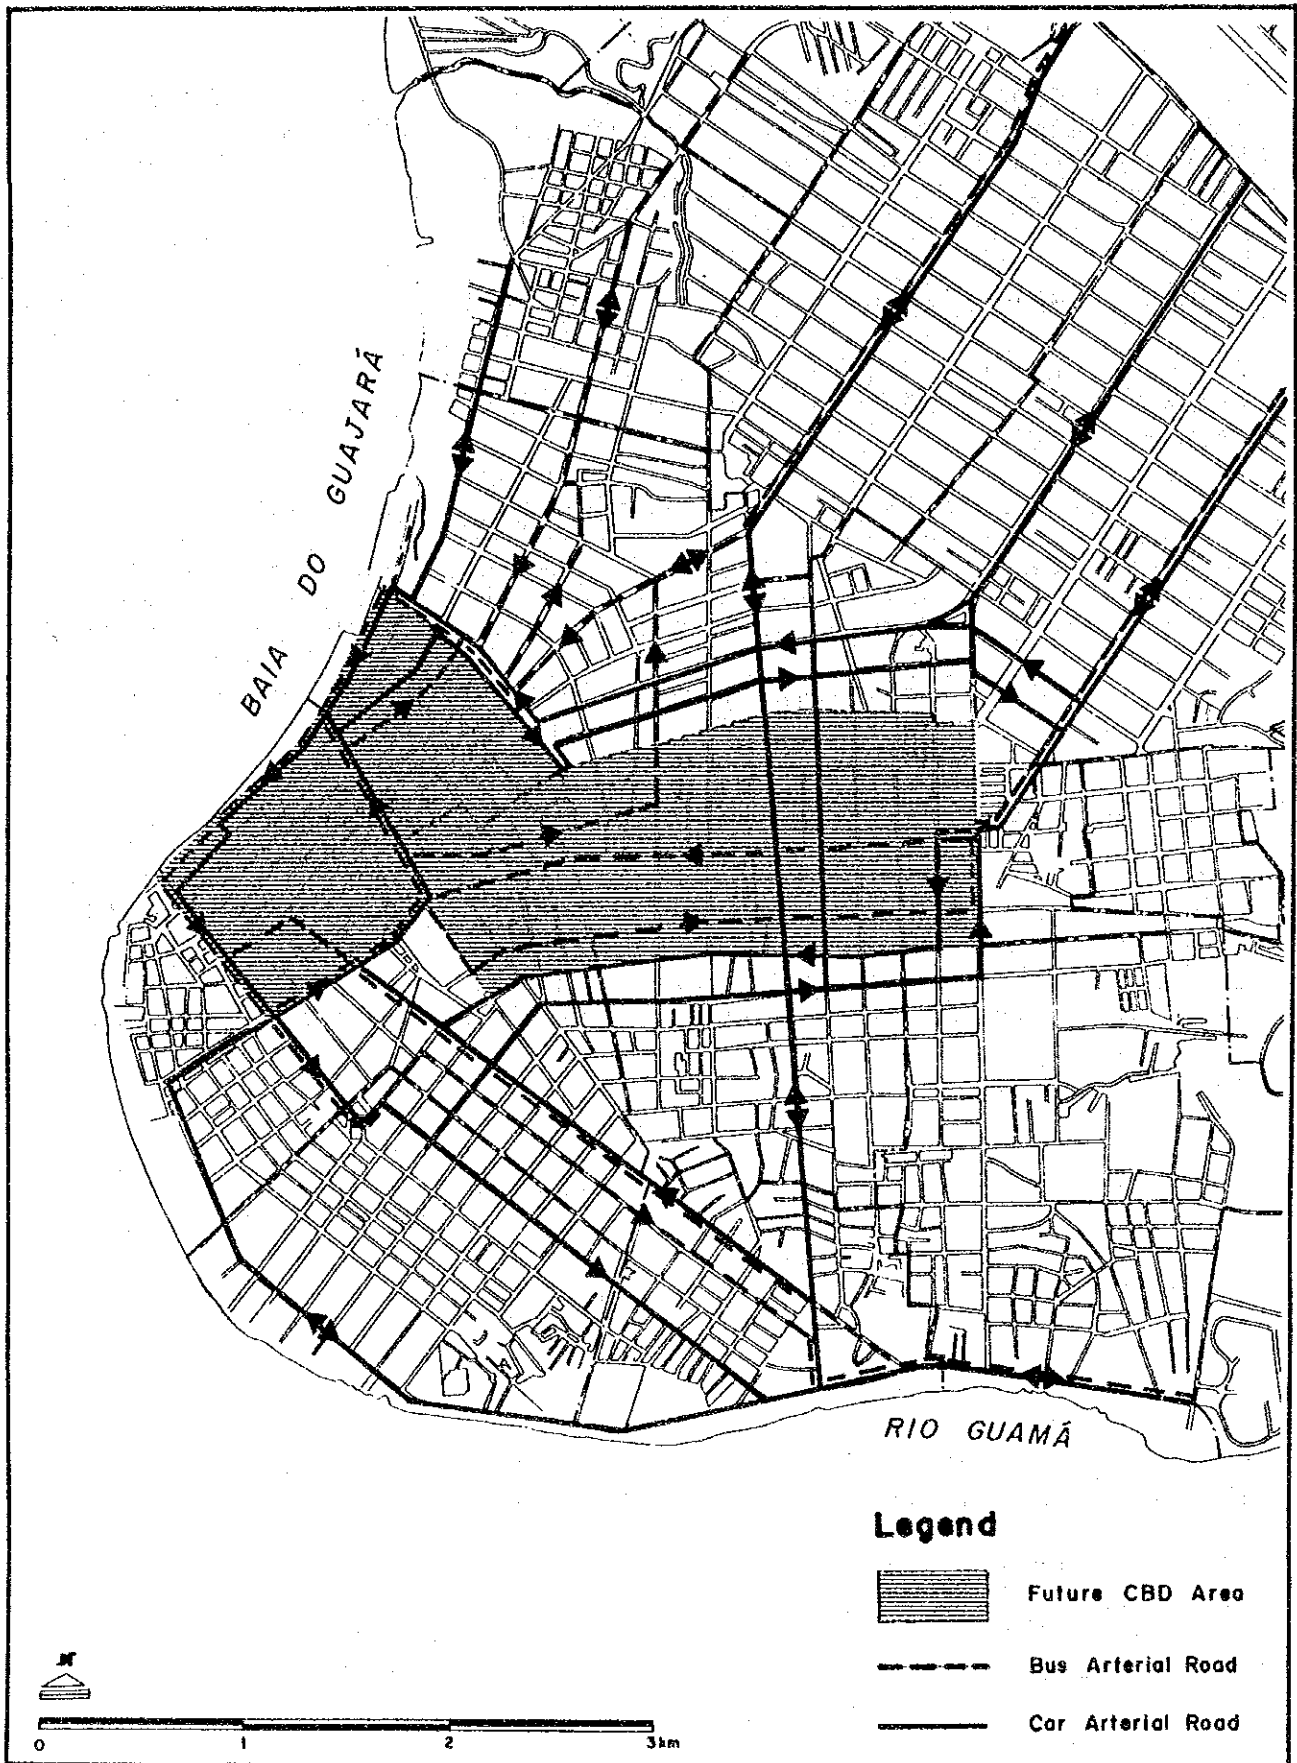 BAIA DO GUAJARÁ
RIO GUAMÁ
Legend
Future CBD Area
Bus Arterial Road
Car Arterial Road
N
0 1 2 3km